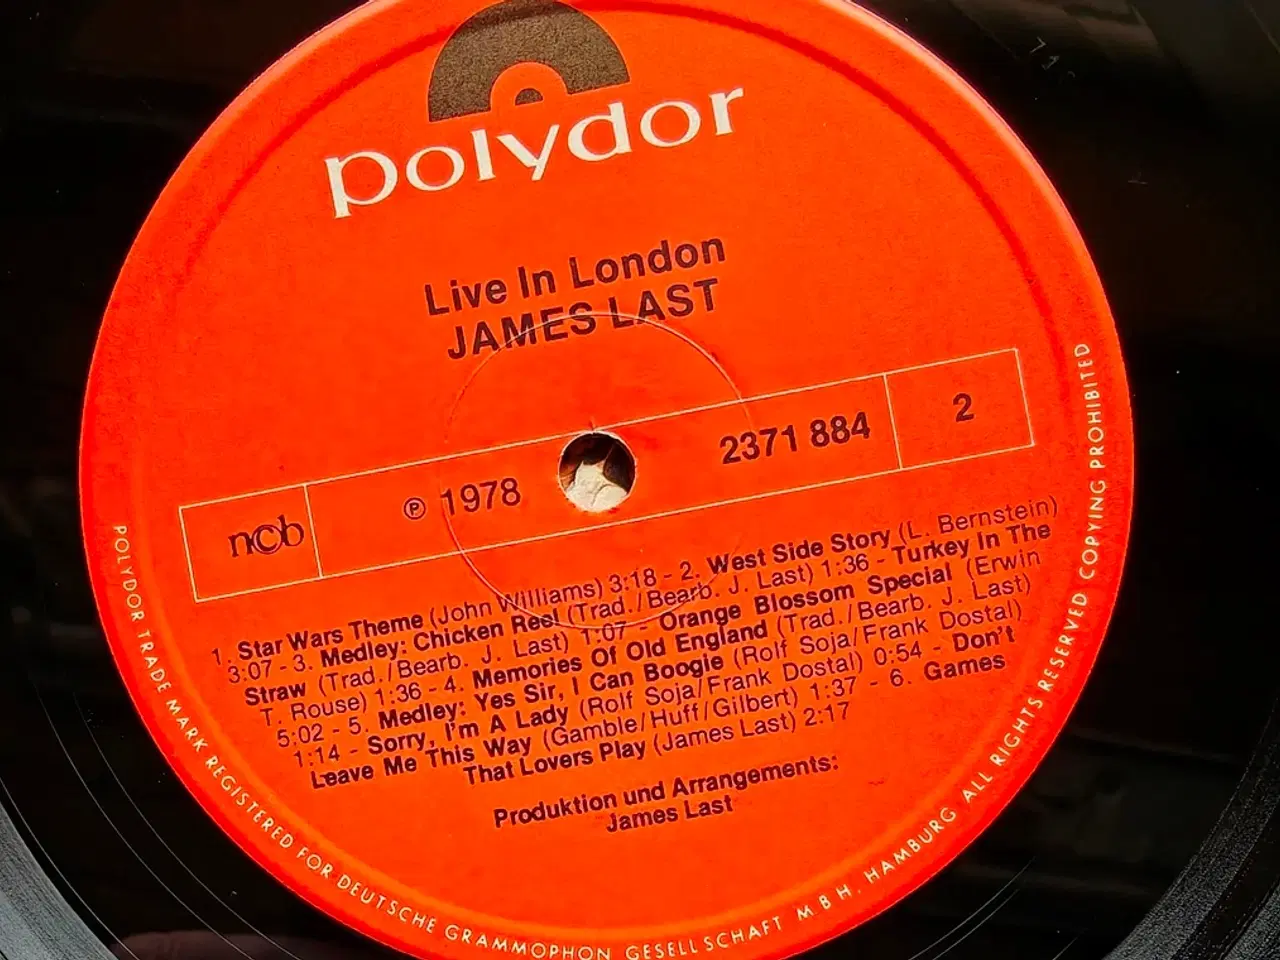 polydor
Live In London
JAMES LAST
ncb
℗ 1978
2371 884
2
1. Star Wars Theme (John Williams) 3:18 - 2. West Side Story (L. Bernstein)
3:07 - 3. Medley: Chicken Reel (Trad./Bearb. J. Last) 1:36 - Turkey In The
Straw (Trad./Bearb. J. Last) 1:07 - Orange Blossom Special (Erwin
T. Rouse) 1:36 - 4. Memories Of Old England (Trad./Bearb. J. Last)
5:02 - 5. Medley: Yes Sir, I Can Boogie (Rolf Soja/Frank Dostal)
1:14 - Sorry, I'm A Lady (Rolf Soja/Frank Dostal) 0:54 - Don't
Leave Me This Way (Gamble/Huff/Gilbert) 1:37 - 6. Games
That Lovers Play (James Last) 2:17
Produktion und Arrangements:
James Last
POLYDOR TRADE MARK REGISTERED FOR DEUTSCHE GRAMMOPHON GESELLSCHAFT M.B.H. HAMBURG ALL RIGHTS RESERVED COPYING PROHIBITED